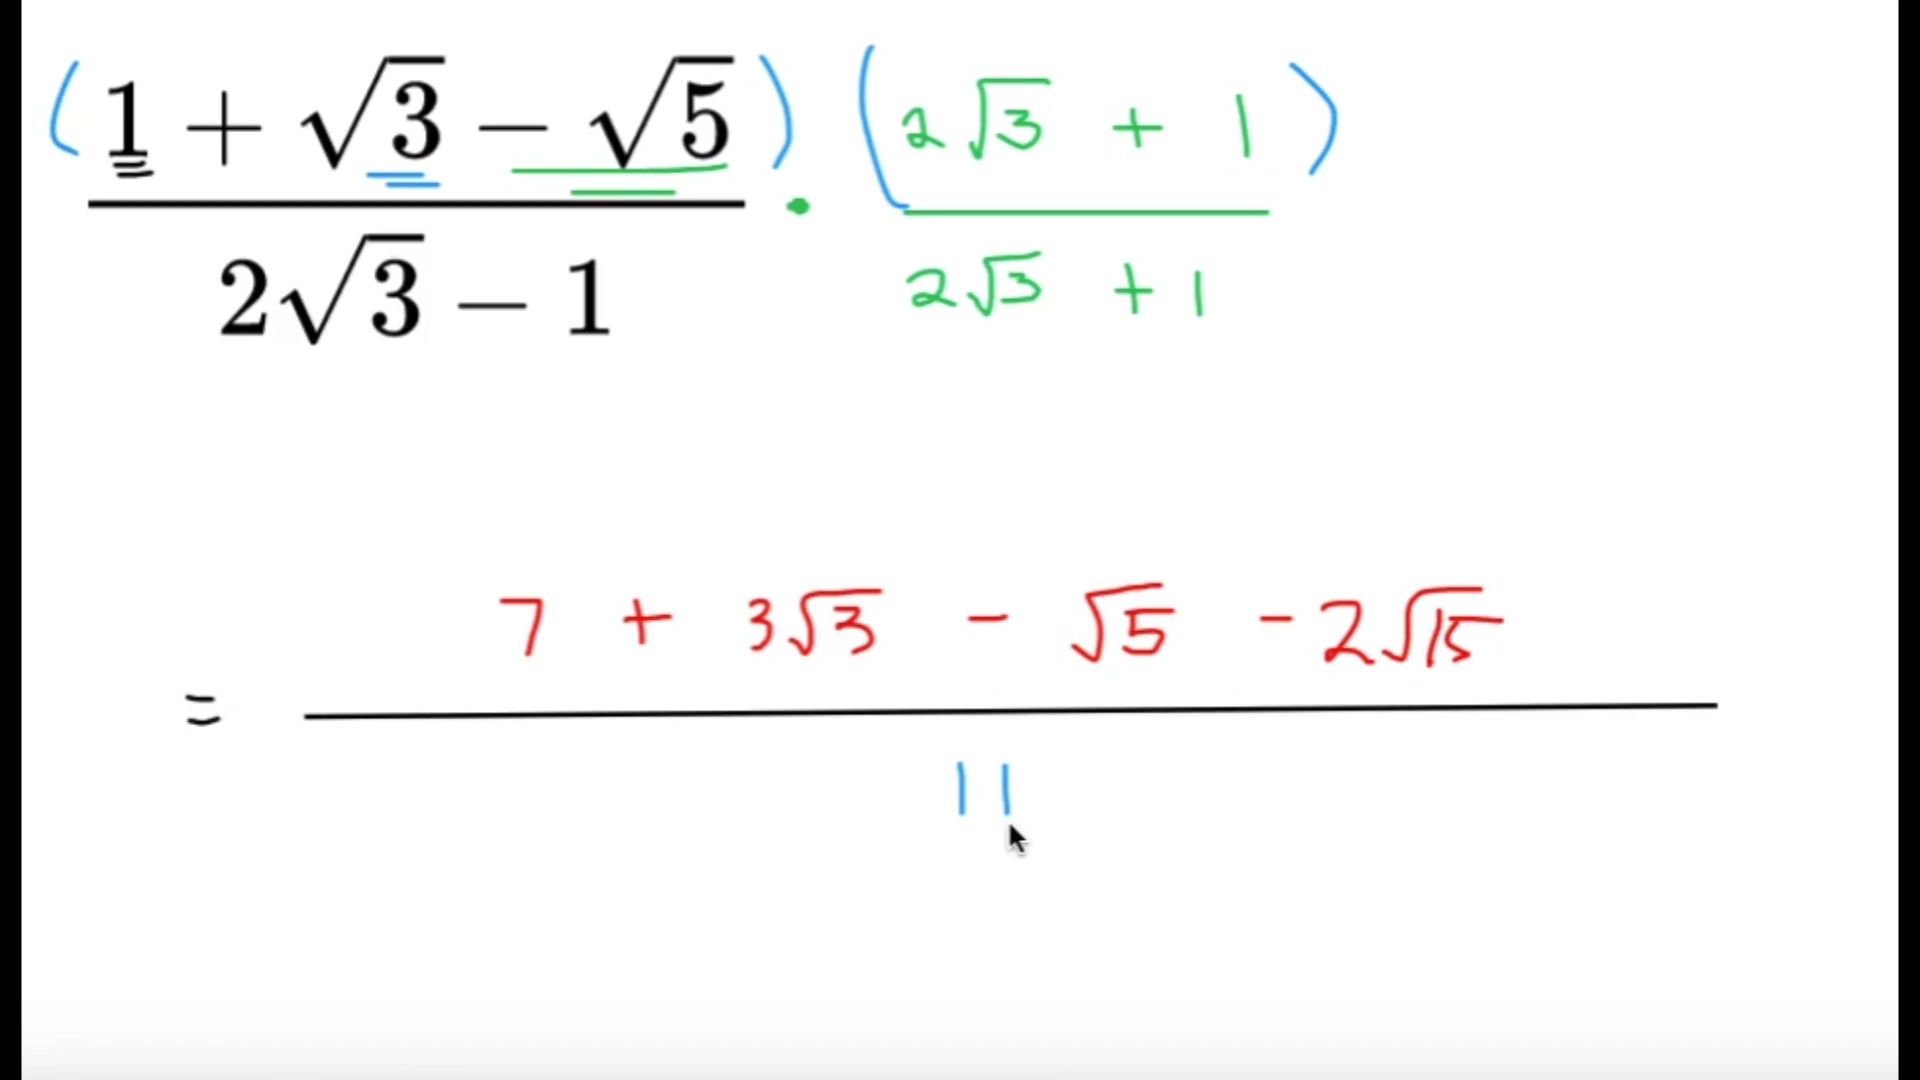 (1 + √3 − √5) · (2√3 + 1)
2√3 − 1   2√3 + 1
7 + 3√3 - √5 - 2√15
=
11